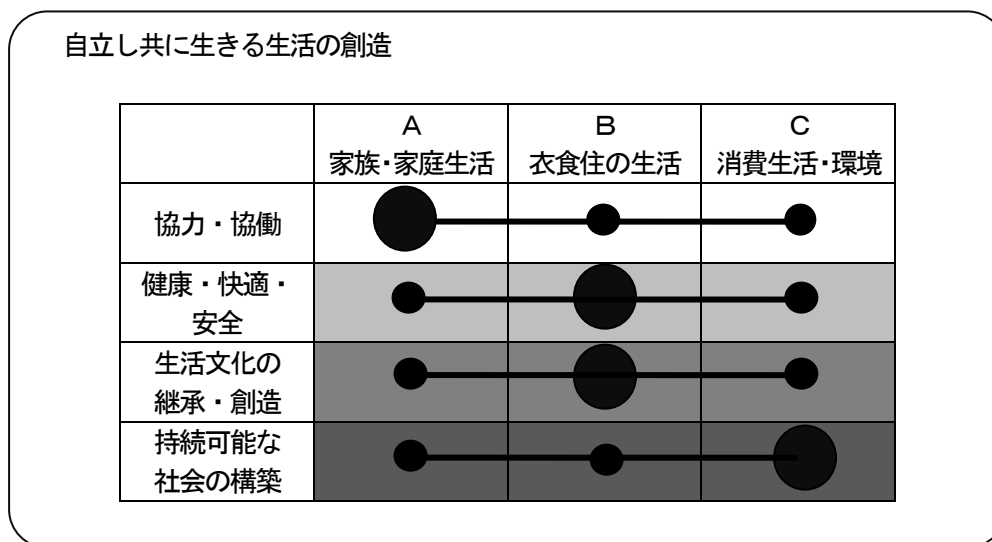 自立し共に生きる生活の創造
A
家族・家庭生活
B
衣食住の生活
C
消費生活・環境
協力・協働
健康・快適・
安全
生活文化の
継承・創造
持続可能な
社会の構築